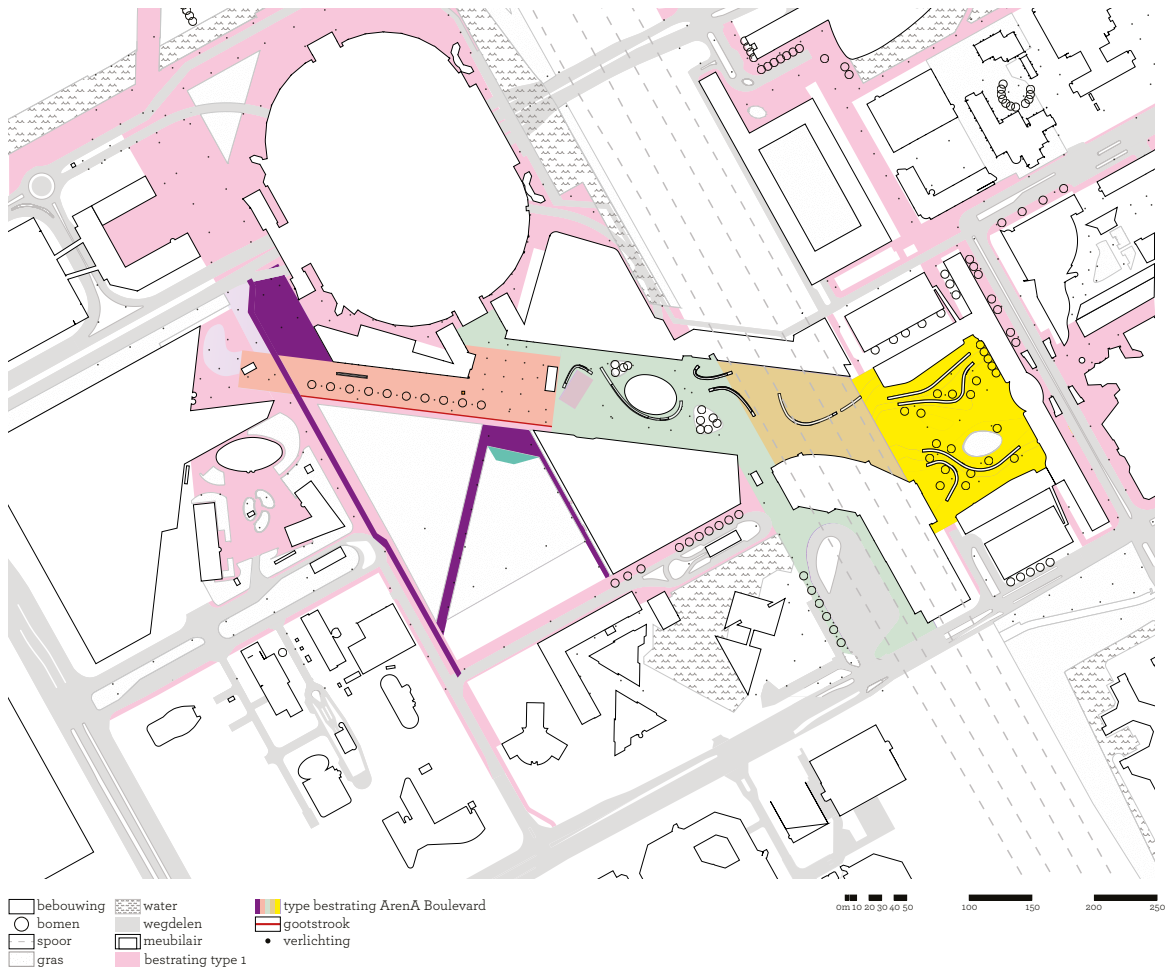 bebouwing
bomen
spoor
gras
water
wegdelen
meubilair
bestrating type 1
type bestrating ArenA Boulevard
gootstrook
verlichting
0m 10 20 30 40 50 100 150 200 250